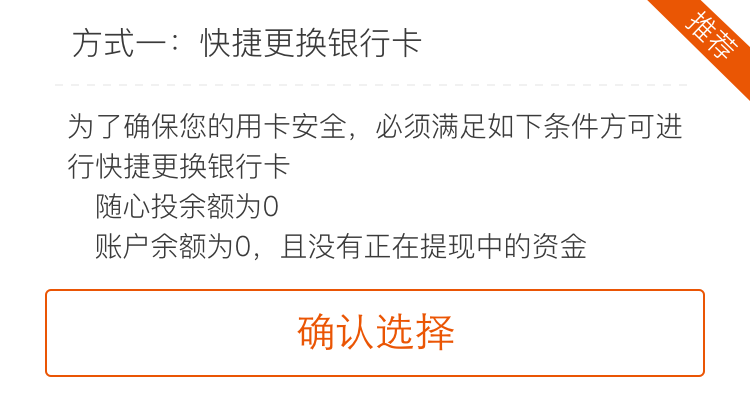 方式一：快捷更换银行卡
推荐
为了确保您的用卡安全，必须满足如下条件方可进
行快捷更换银行卡
随心投余额为0
账户余额为0，且没有正在提现中的资金
确认选择